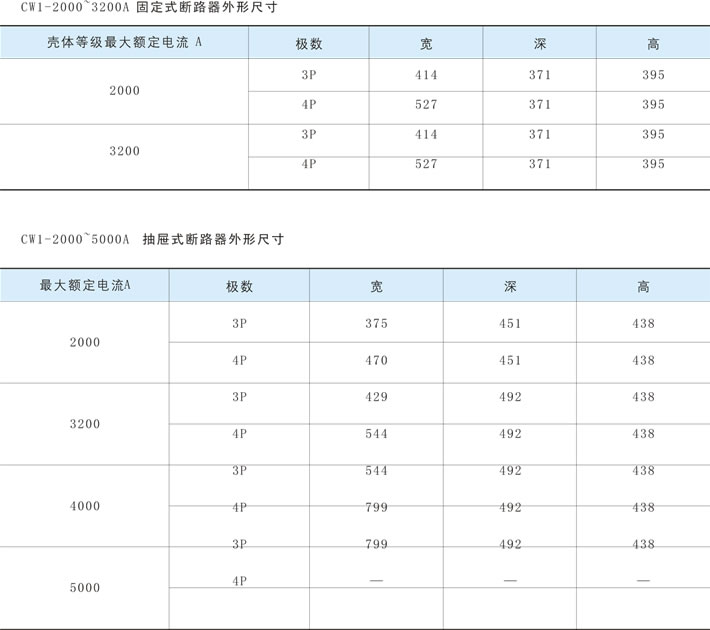 CW1-2000~3200A 固定式断路器外形尺寸
壳体等级最大额定电流 A 极数 宽 深 高
3P 414 371 395
2000
4P 527 371 395
3P 414 371 395
3200
4P 527 371 395
CW1-2000~5000A 抽屉式断路器外形尺寸
最大额定电流A 极数 宽 深 高
3P 375 451 438
2000
4P 470 451 438
3P 429 492 438
3200
4P 544 492 438
3P 544 492 438
4000
4P 799 492 438
3P 799 492 438
5000
4P — — —